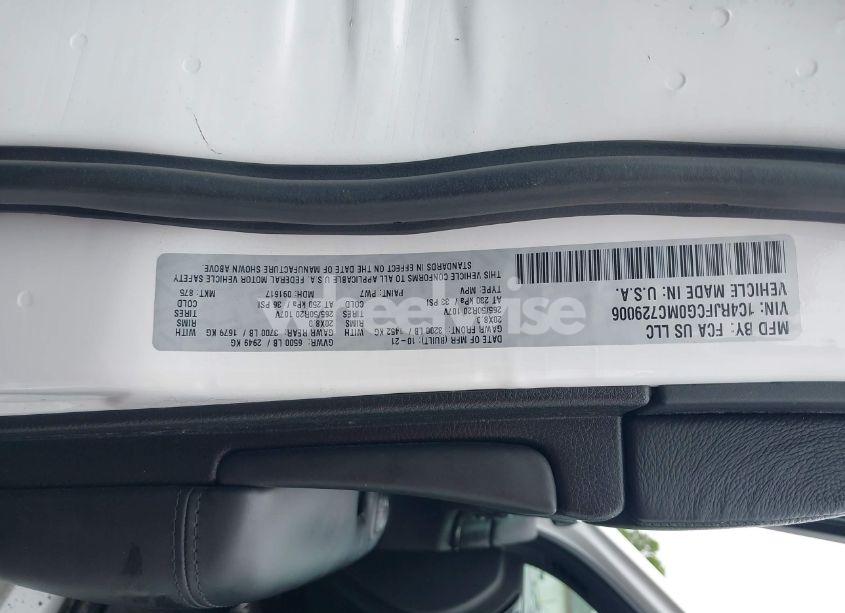 MFD BY: FCA US LLC
VIN: 1C4RJFCG0MC729006
VEHICLE MADE IN: U.S.A.
DATE OF MFR (BUILT): 10-21
GVWR: 6500 LB / 2949 KG
GAWR FRONT: 3200 LB / 1452 KG
GAWR REAR: 3700 LB / 1679 KG
WITH
20X8.0
RIMS
WITH
20X8.0
RIMS
265/50R20 107V
TIRES
265/50R20 107V
TIRES
AT 230 kPa / 33 PSI
COLD
AT 250 kPa / 36 PSI
COLD
TYPE: MPV
PAINT: PW7
MDH: 091617
MKT: 875
THIS VEHICLE CONFORMS TO ALL APPLICABLE U.S.A. FEDERAL MOTOR VEHICLE SAFETY
STANDARDS IN EFFECT ON THE DATE OF MANUFACTURE SHOWN ABOVE
wheelwise